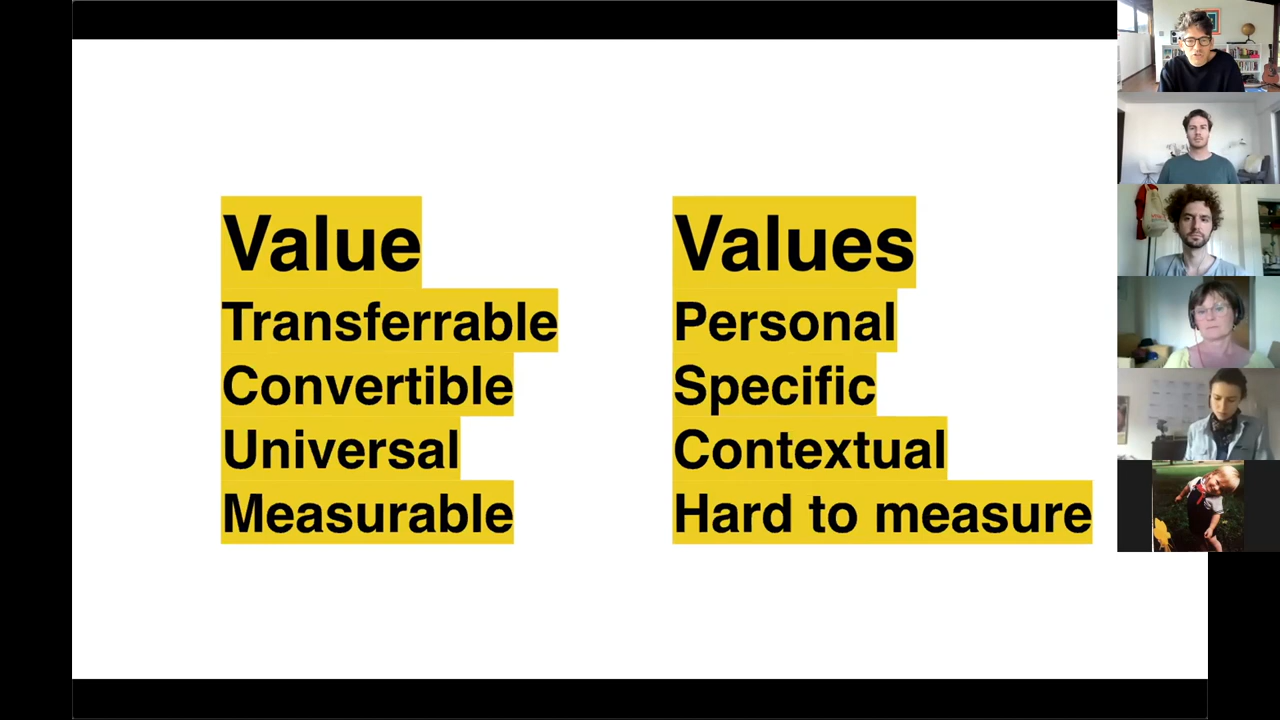 Value
Transferrable
Convertible
Universal
Measurable
Values
Personal
Specific
Contextual
Hard to measure